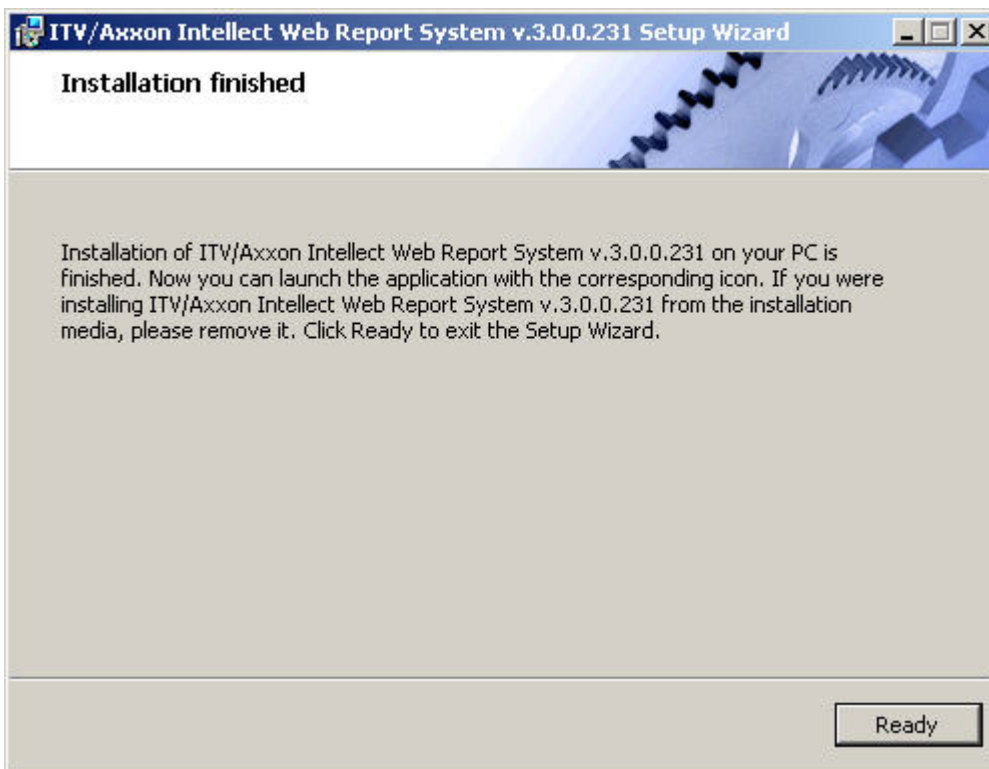 ITV/Axxon Intellect Web Report System v.3.0.0.231 Setup Wizard
Installation finished
Installation of ITV/Axxon Intellect Web Report System v.3.0.0.231 on your PC is
finished. Now you can launch the application with the corresponding icon. If you were
installing ITV/Axxon Intellect Web Report System v.3.0.0.231 from the installation
media, please remove it. Click Ready to exit the Setup Wizard.
Ready